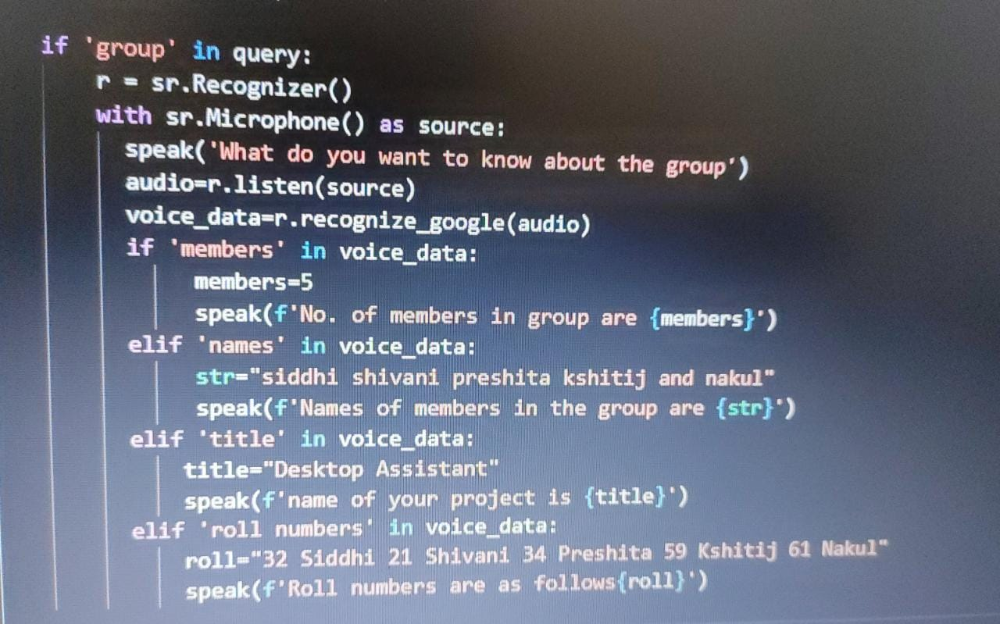 if 'group' in query:
r = sr.Recognizer()
with sr.Microphone() as source:
speak('What do you want to know about the group')
audio=r.listen(source)
voice_data=r.recognize_google(audio)
if 'members' in voice_data:
members=5
speak(f'No. of members in group are {members}')
elif 'names' in voice_data:
str="siddhi shivani preshita kshitij and nakul"
speak(f'Names of members in the group are {str}')
elif 'title' in voice_data:
title="Desktop Assistant"
speak(f'name of your project is {title}')
elif 'roll numbers' in voice_data:
roll="32 Siddhi 21 Shivani 34 Preshita 59 Kshitij 61 Nakul"
speak(f'Roll numbers are as follows{roll}')